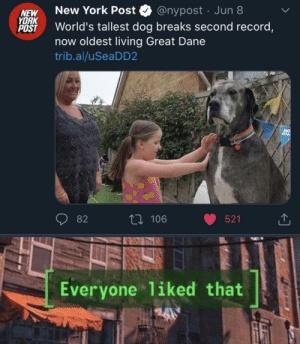 NEW
YORK
POST
New York Post @nypost · Jun 8
World's tallest dog breaks second record,
now oldest living Great Dane
trib.al/uSeaDD2
82 106 521
Everyone liked that